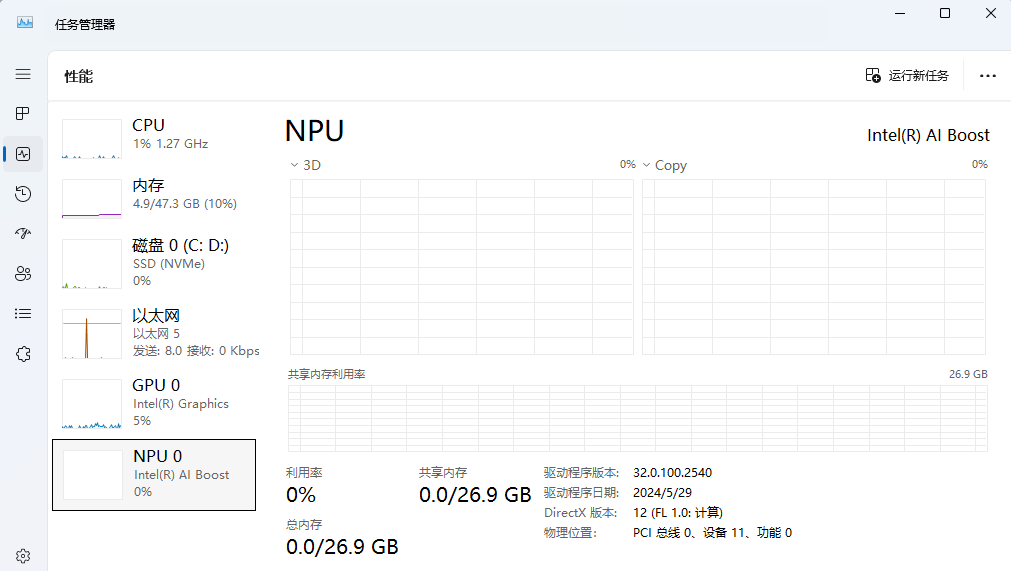 任务管理器
性能
运行新任务
CPU
1% 1.27 GHz
内存
4.9/47.3 GB (10%)
磁盘 0 (C: D:)
SSD (NVMe)
0%
以太网
以太网 5
发送: 8.0 接收: 0 Kbps
GPU 0
Intel(R) Graphics
5%
NPU 0
Intel(R) AI Boost
0%
NPU
Intel(R) AI Boost
3D 0%
Copy 0%
共享内存利用率 26.9 GB
利用率
0%
共享内存
0.0/26.9 GB
总内存
0.0/26.9 GB
驱动程序版本: 32.0.100.2540
驱动程序日期: 2024/5/29
DirectX 版本: 12 (FL 1.0: 计算)
物理位置: PCI 总线 0、设备 11、功能 0